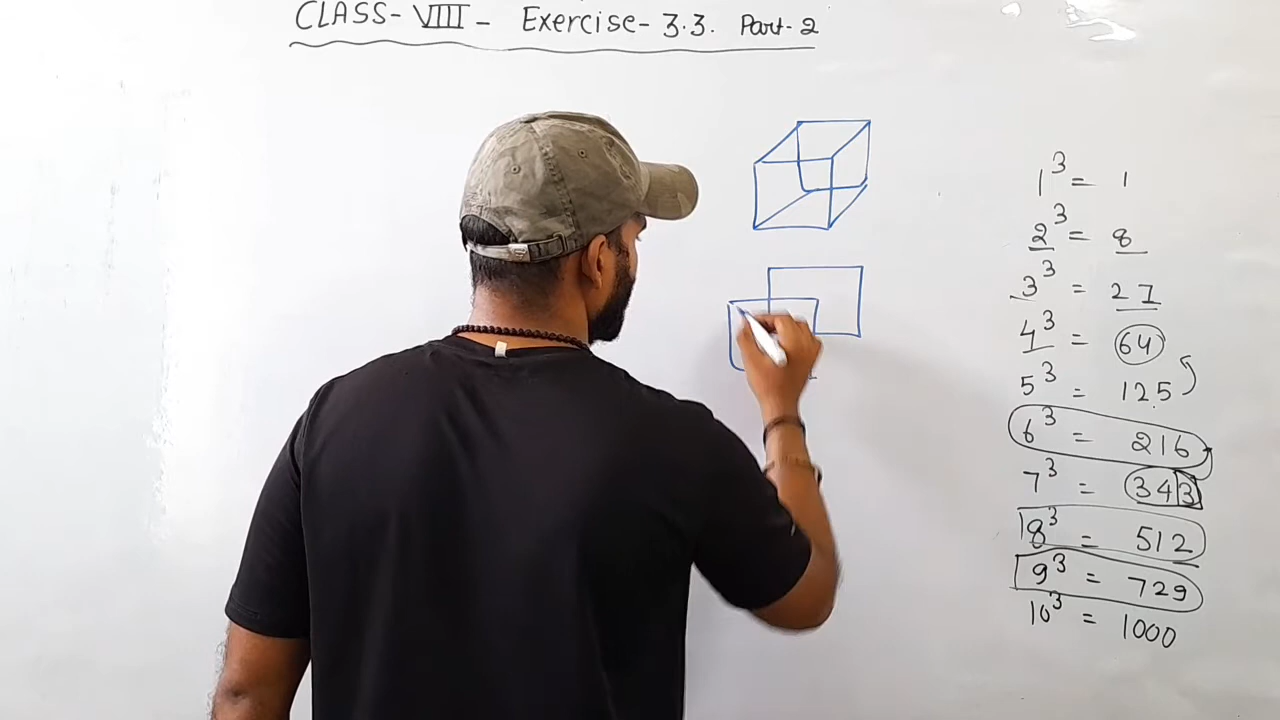 CLASS-VIII- Exercise-3.3. Part-2
1³ = 1
2³ = 8
3³ = 27
4³ = 64
5³ = 125
6³ = 216
7³ = 343
8³ = 512
9³ = 729
10³ = 1000